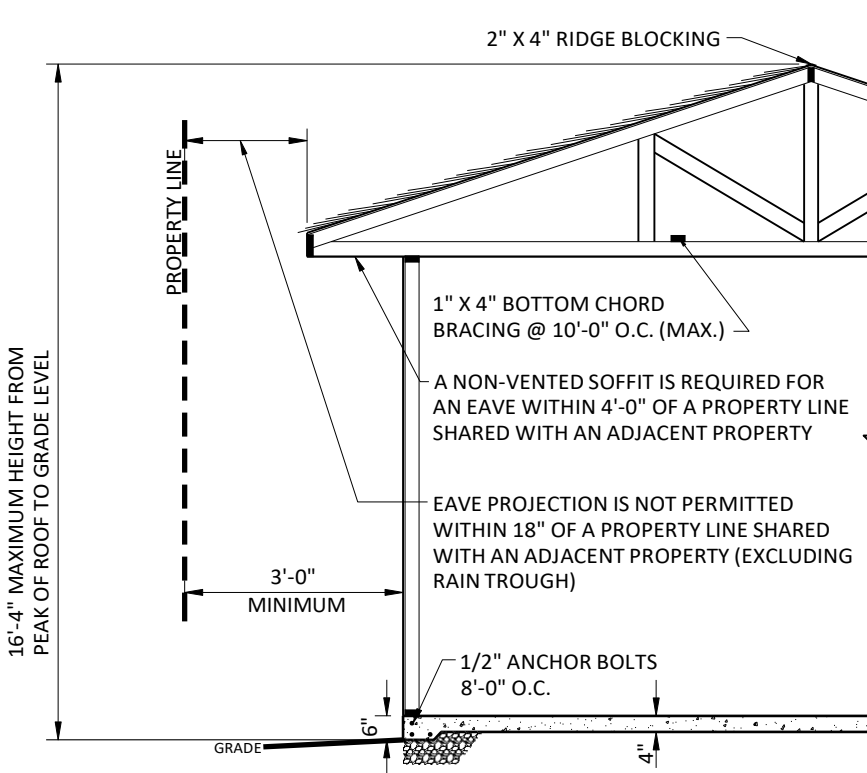 2" X 4" RIDGE BLOCKING
PROPERTY LINE
1" X 4" BOTTOM CHORD
BRACING @ 10'-0" O.C. (MAX.)
A NON-VENTED SOFFIT IS REQUIRED FOR
AN EAVE WITHIN 4'-0" OF A PROPERTY LINE
SHARED WITH AN ADJACENT PROPERTY
16'-4" MAXIMUM HEIGHT FROM
PEAK OF ROOF TO GRADE LEVEL
EAVE PROJECTION IS NOT PERMITTED
WITHIN 18" OF A PROPERTY LINE SHARED
WITH AN ADJACENT PROPERTY (EXCLUDING
RAIN TROUGH)
3'-0"
MINIMUM
1/2" ANCHOR BOLTS
8'-0" O.C.
6"
GRADE
4"